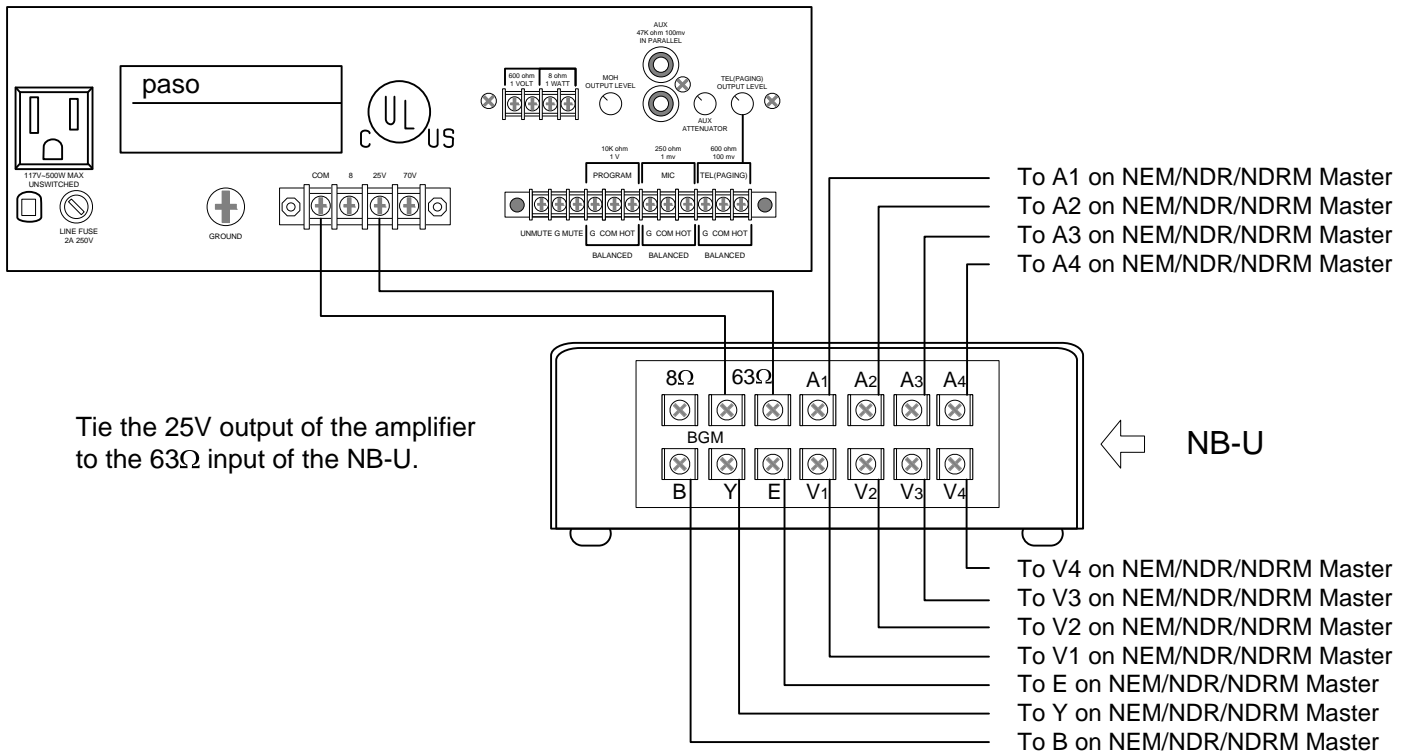 paso
C UL US
117V~500W MAX
UNSWITCHED
LINE FUSE
2A 250V
GROUND
COM 8 25V 70V
600 ohm
1 VOLT
8 ohm
1 WATT
MOH
OUTPUT LEVEL
AUX
47K ohm 100mv
IN PARALLEL
AUX
ATTENUATOR
TEL(PAGING)
OUTPUT LEVEL
10K ohm
1 V
250 ohm
1 mv
600 ohm
100 mv
PROGRAM MIC TEL(PAGING)
UNMUTE G MUTE G COM HOT G COM HOT G COM HOT
BALANCED BALANCED BALANCED
To A1 on NEM/NDR/NDRM Master
To A2 on NEM/NDR/NDRM Master
To A3 on NEM/NDR/NDRM Master
To A4 on NEM/NDR/NDRM Master
Tie the 25V output of the amplifier
to the 63Ω input of the NB-U.
8Ω 63Ω A1 A2 A3 A4
BGM
B Y E V1 V2 V3 V4
NB-U
To V4 on NEM/NDR/NDRM Master
To V3 on NEM/NDR/NDRM Master
To V2 on NEM/NDR/NDRM Master
To V1 on NEM/NDR/NDRM Master
To E on NEM/NDR/NDRM Master
To Y on NEM/NDR/NDRM Master
To B on NEM/NDR/NDRM Master